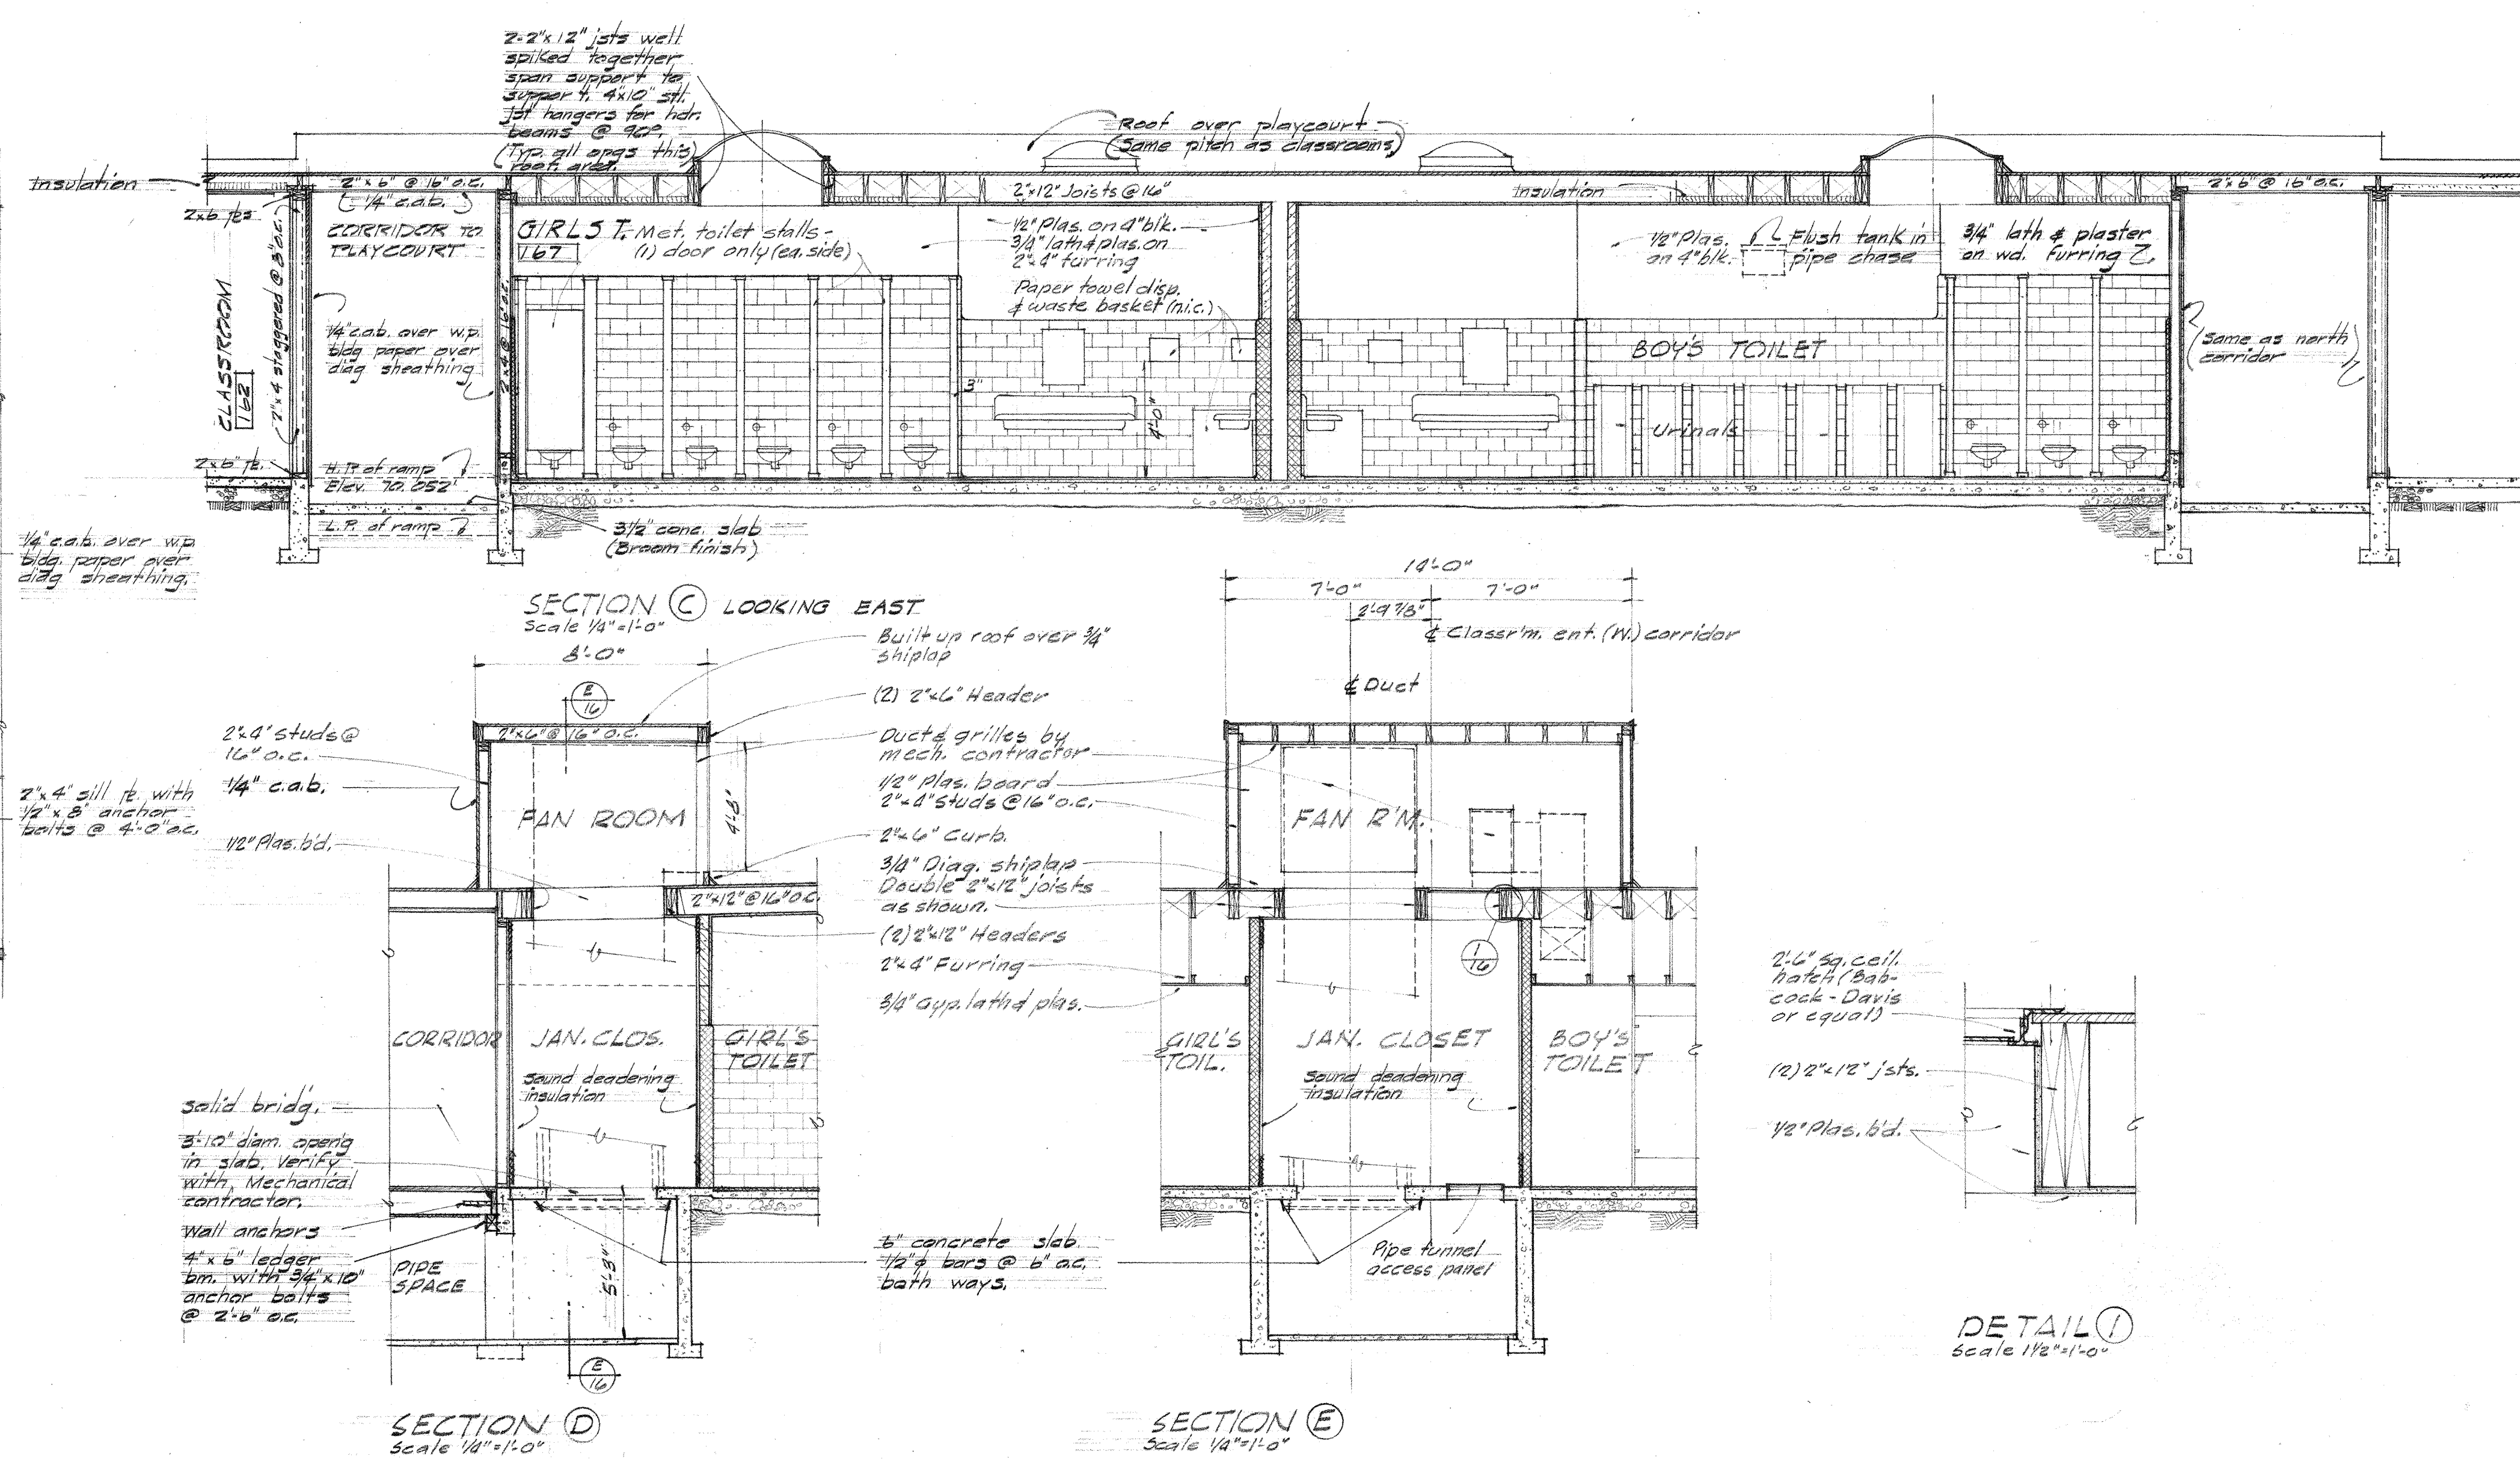 2-2"x12" jsts well
spiked together
span support to
support. 4"x10" stl.
jst hangers for hdr.
beams @ 90°.
(Typ. all opgs this)
roof. area.
Roof over playcourt
(Same pitch as classrooms)
Insulation
2"x6" @ 16" o.c.
(1/4" c.a.b.)
2"x12" Joists @ 16"
Insulation
2"x6" @ 16" o.c.
2x6 ₧s
CORRIDOR TO
PLAYCOURT
GIRLS T.
167
Met. toilet stalls -
(1) door only (ea. side)
1/2" Plas. on 4" blk.
3/4" lath & plas. on
2"x4" furring
Paper towel disp.
& waste basket (n.i.c.)
1/2" Plas.
on 4" blk.
Flush tank in
pipe chase
3/4" lath & plaster
on wd. furring
CLASSROOM
162
2"x4 staggered @ 8" o.c.
1/4" c.a.b. over w.p.
bldg paper over
diag sheathing
2x4 @ 16" o.c.
3"
4'-0"
BOY'S TOILET
Urinals
(Same as north
corridor)
2x6" ₧.
H.P. of ramp
Elev. 70.052'
L.P. of ramp
3 1/2" conc. slab
(Broom finish)
1/4" c.a.b. over w.p.
bldg. paper over
diag sheathing.
SECTION C LOOKING EAST
Scale 1/4"=1'-0"
14'-0"
7'-0" 7'-0"
2'-9 7/8"
℄ Classr'm. ent. (W.) corridor
℄ Duct
8'-0"
E
16
Built up roof over 3/4"
shiplap
(2) 2"x6" Header
Duct & grilles by
mech. contractor
1/2" Plas. board
2"x4" Studs @ 16" o.c.
2"x6" Curb.
3/4" Diag. shiplap
Double 2"x12" joists
as shown.
(2) 2"x12" Headers
2"x4" Furring
3/4" Gyp. lath & plas.
2"x4" Studs @
16" o.c.
1/4" c.a.b.
2"x4" sill ₧. with
1/2"x8" anchor
bolts @ 4'-0" o.c.
1/2" Plas. bd.
2"x6" @ 16" o.c.
FAN ROOM
4'-8"
2"x12" @ 16" o.c.
CORRIDOR
JAN. CLOS.
GIRL'S
TOILET
Sound deadening
insulation
Solid bridg.
3'-10" diam. open'g
in slab. Verify
with Mechanical
contractor.
Wall anchors
4"x6" ledger
bm. with 3/4"x10"
anchor bolts
@ 2'-6" o.c.
PIPE
SPACE
5'-3"
E
16
SECTION D
Scale 1/4"=1'-0"
FAN R'M.
1
16
GIRL'S
TOIL.
JAN. CLOSET
BOY'S
TOILET
Sound deadening
insulation
6" concrete slab
1/2" ⌀ bars @ 6" o.c.
both ways.
Pipe tunnel
access panel
SECTION E
Scale 1/4"=1'-0"
2'-6" Sq. ceil.
hatch (Bab-
cock-Davis
or equal)
(2) 2"x12" jsts.
1/2" Plas. b'd.
DETAIL 1
Scale 1 1/2"=1'-0"